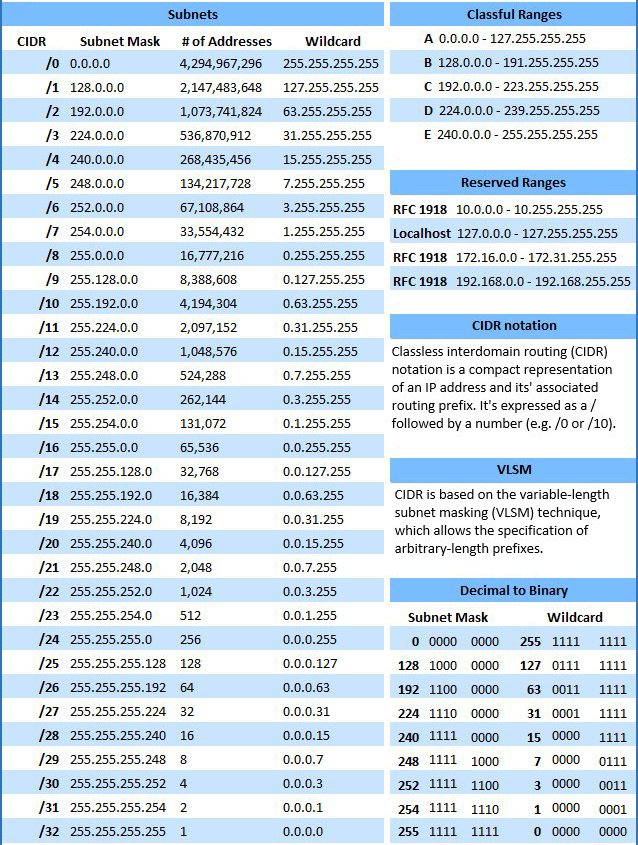 Subnets
CIDR Subnet Mask # of Addresses Wildcard
/0 0.0.0.0 4,294,967,296 255.255.255.255
/1 128.0.0.0 2,147,483,648 127.255.255.255
/2 192.0.0.0 1,073,741,824 63.255.255.255
/3 224.0.0.0 536,870,912 31.255.255.255
/4 240.0.0.0 268,435,456 15.255.255.255
/5 248.0.0.0 134,217,728 7.255.255.255
/6 252.0.0.0 67,108,864 3.255.255.255
/7 254.0.0.0 33,554,432 1.255.255.255
/8 255.0.0.0 16,777,216 0.255.255.255
/9 255.128.0.0 8,388,608 0.127.255.255
/10 255.192.0.0 4,194,304 0.63.255.255
/11 255.224.0.0 2,097,152 0.31.255.255
/12 255.240.0.0 1,048,576 0.15.255.255
/13 255.248.0.0 524,288 0.7.255.255
/14 255.252.0.0 262,144 0.3.255.255
/15 255.254.0.0 131,072 0.1.255.255
/16 255.255.0.0 65,536 0.0.255.255
/17 255.255.128.0 32,768 0.0.127.255
/18 255.255.192.0 16,384 0.0.63.255
/19 255.255.224.0 8,192 0.0.31.255
/20 255.255.240.0 4,096 0.0.15.255
/21 255.255.248.0 2,048 0.0.7.255
/22 255.255.252.0 1,024 0.0.3.255
/23 255.255.254.0 512 0.0.1.255
/24 255.255.255.0 256 0.0.0.255
/25 255.255.255.128 128 0.0.0.127
/26 255.255.255.192 64 0.0.0.63
/27 255.255.255.224 32 0.0.0.31
/28 255.255.255.240 16 0.0.0.15
/29 255.255.255.248 8 0.0.0.7
/30 255.255.255.252 4 0.0.0.3
/31 255.255.255.254 2 0.0.0.1
/32 255.255.255.255 1 0.0.0.0
Classful Ranges
A 0.0.0.0 - 127.255.255.255
B 128.0.0.0 - 191.255.255.255
C 192.0.0.0 - 223.255.255.255
D 224.0.0.0 - 239.255.255.255
E 240.0.0.0 - 255.255.255.255
Reserved Ranges
RFC 1918 10.0.0.0 - 10.255.255.255
Localhost 127.0.0.0 - 127.255.255.255
RFC 1918 172.16.0.0 - 172.31.255.255
RFC 1918 192.168.0.0 - 192.168.255.255
CIDR notation
Classless interdomain routing (CIDR)
notation is a compact representation
of an IP address and its' associated
routing prefix. It's expressed as a /
followed by a number (e.g. /0 or /10).
VLSM
CIDR is based on the variable-length
subnet masking (VLSM) technique,
which allows the specification of
arbitrary-length prefixes.
Decimal to Binary
Subnet Mask Wildcard
0 0000 0000 255 1111 1111
128 1000 0000 127 0111 1111
192 1100 0000 63 0011 1111
224 1110 0000 31 0001 1111
240 1111 0000 15 0000 1111
248 1111 1000 7 0000 0111
252 1111 1100 3 0000 0011
254 1111 1110 1 0000 0001
255 1111 1111 0 0000 0000